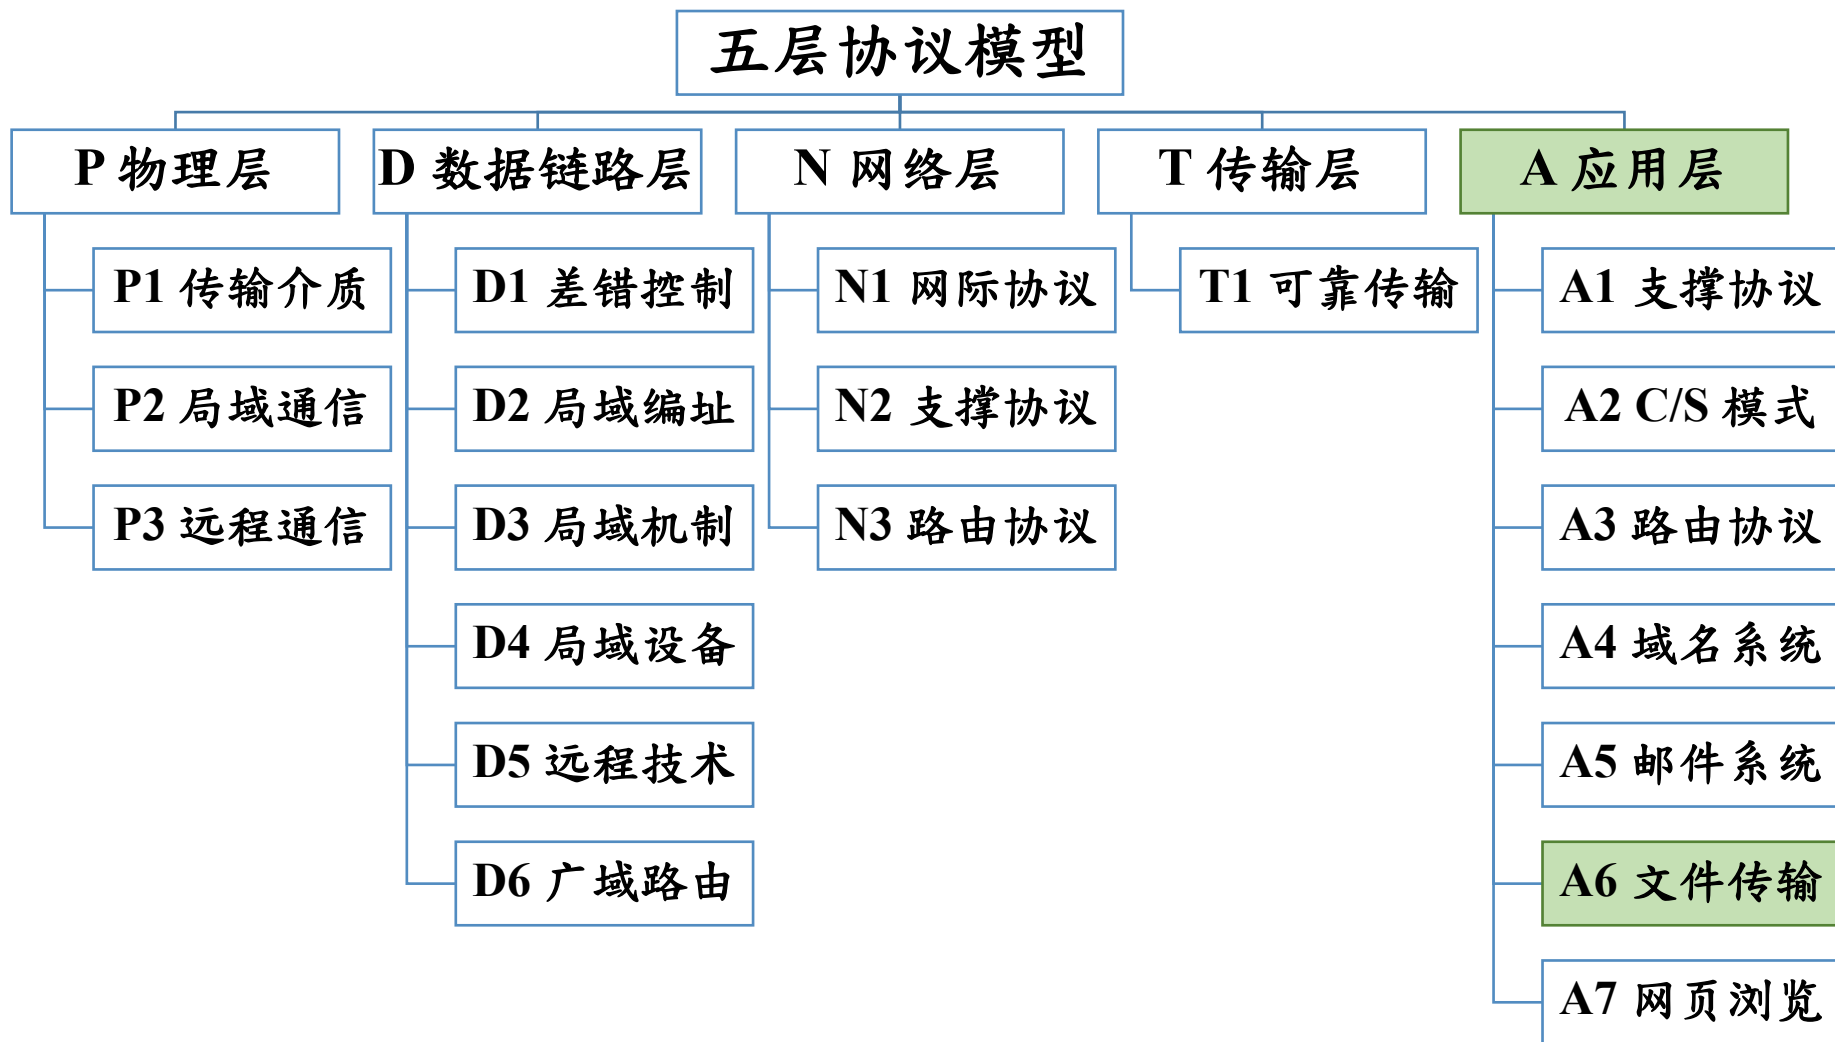 五层协议模型
P 物理层
P1 传输介质
P2 局域通信
P3 远程通信
D 数据链路层
D1 差错控制
D2 局域编址
D3 局域机制
D4 局域设备
D5 远程技术
D6 广域路由
N 网络层
N1 网际协议
N2 支撑协议
N3 路由协议
T 传输层
T1 可靠传输
A 应用层
A1 支撑协议
A2 C/S 模式
A3 路由协议
A4 域名系统
A5 邮件系统
A6 文件传输
A7 网页浏览